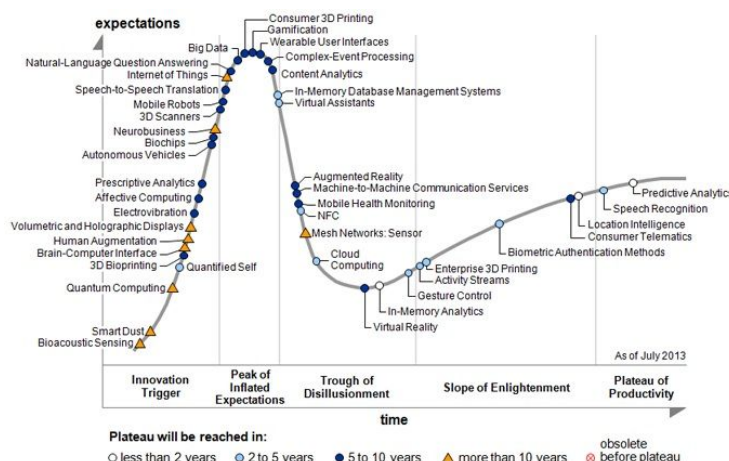 expectations
Consumer 3D Printing
Gamification
Wearable User Interfaces
Big Data
Complex-Event Processing
Natural-Language Question Answering
Content Analytics
Internet of Things
Speech-to-Speech Translation
In-Memory Database Management Systems
Mobile Robots
Virtual Assistants
3D Scanners
Neurobusiness
Biochips
Autonomous Vehicles
Augmented Reality
Prescriptive Analytics
Machine-to-Machine Communication Services
Predictive Analytics
Affective Computing
Mobile Health Monitoring
Speech Recognition
Electrovibration
NFC
Location Intelligence
Volumetric and Holographic Displays
Mesh Networks: Sensor
Consumer Telematics
Human Augmentation
Biometric Authentication Methods
Brain-Computer Interface
Cloud
Computing
3D Bioprinting
Quantified Self
Enterprise 3D Printing
Activity Streams
Quantum Computing
Gesture Control
In-Memory Analytics
Virtual Reality
Smart Dust
Bioacoustic Sensing
As of July 2013
Innovation
Trigger
Peak of
Inflated
Expectations
Trough of
Disillusionment
Slope of Enlightenment
Plateau of
Productivity
time
Plateau will be reached in:
less than 2 years
2 to 5 years
5 to 10 years
more than 10 years
obsolete
before plateau